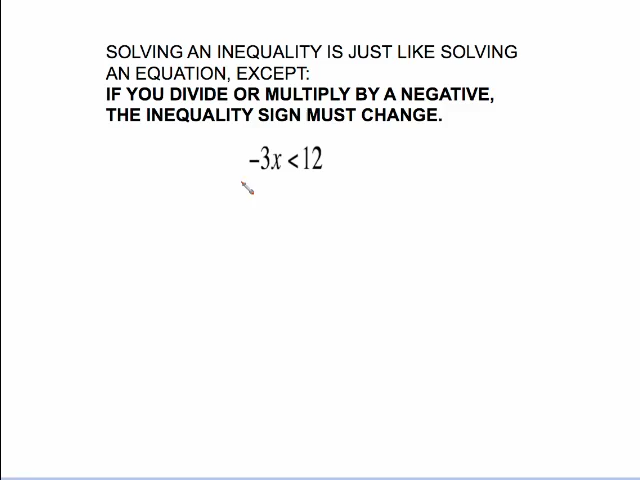 SOLVING AN INEQUALITY IS JUST LIKE SOLVING
AN EQUATION, EXCEPT:
IF YOU DIVIDE OR MULTIPLY BY A NEGATIVE,
THE INEQUALITY SIGN MUST CHANGE.
−3x < 12